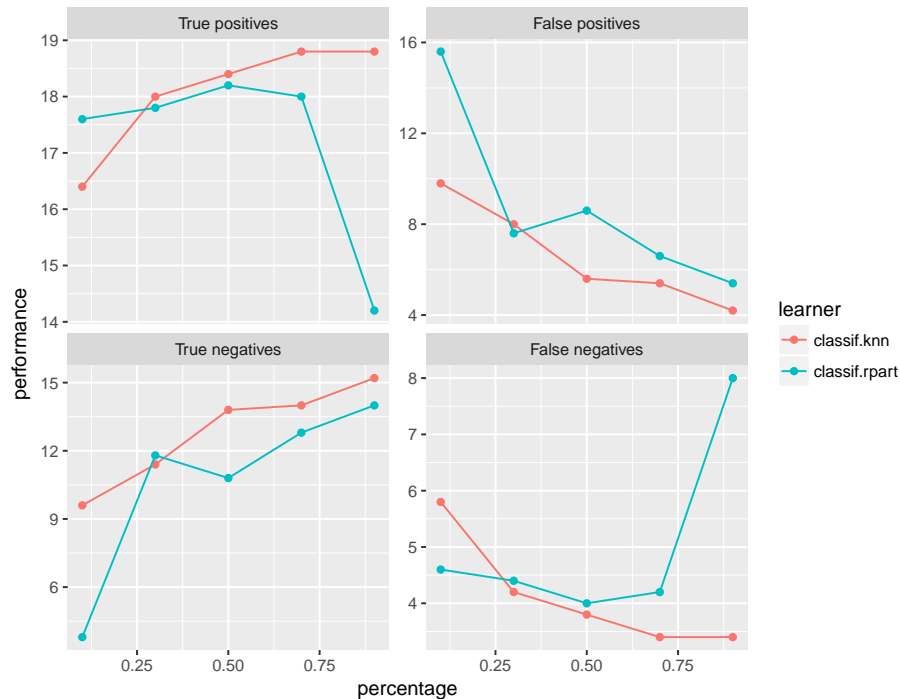 True positives
False positives
19
18
17
16
15
14
16
12
8
4
performance
True negatives
False negatives
15
12
9
6
8
7
6
5
4
0.25 0.50 0.75
0.25 0.50 0.75
percentage
learner
classif.knn
classif.rpart